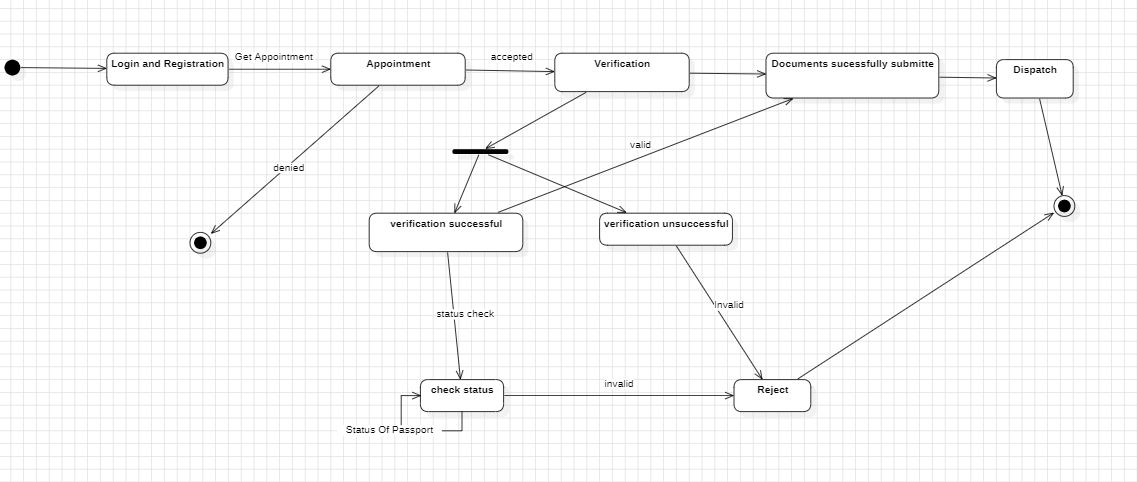 Get Appointment
accepted
Login and Registration
Appointment
Verification
Documents sucessfully submitte
Dispatch
valid
denied
verification successful
verification unsuccessful
Invalid
status check
invalid
check status
Reject
Status Of Passport